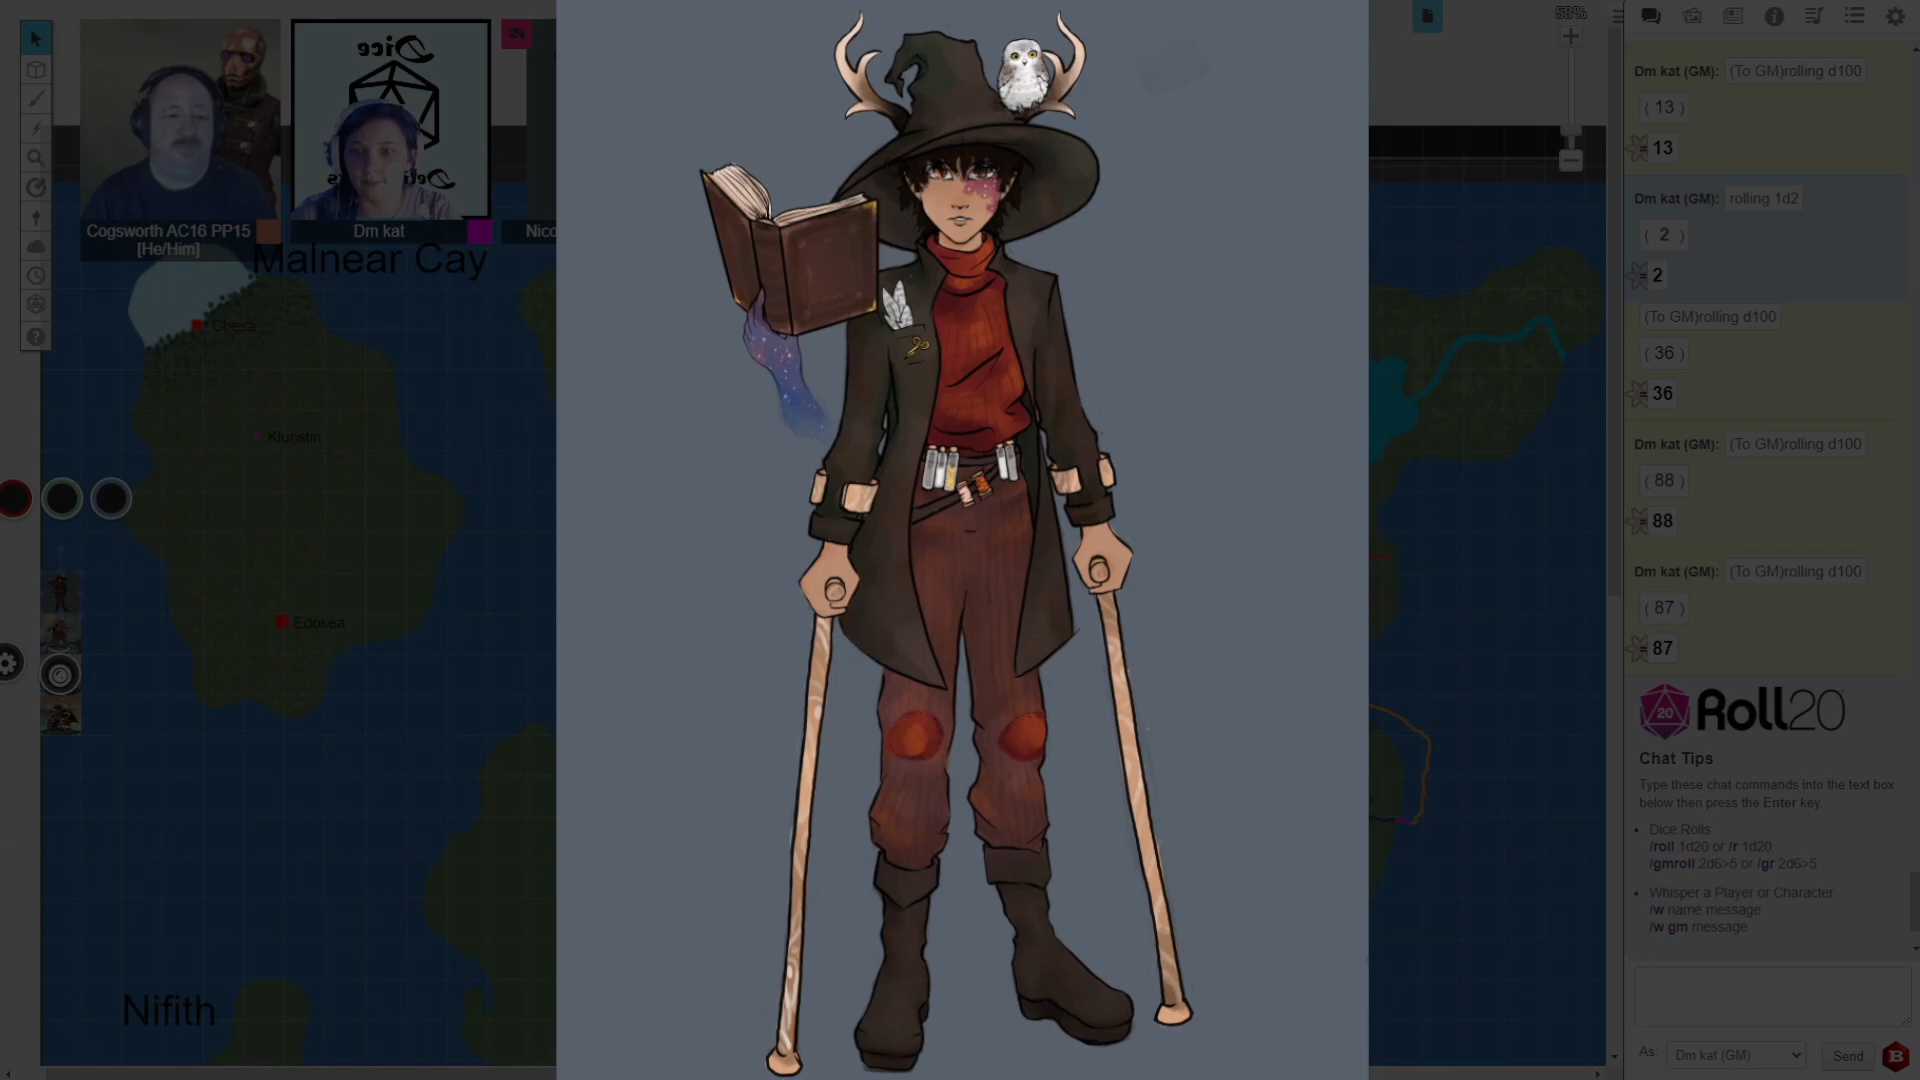 Cogsworth AC16 PP15
[He/Him]
Dice
Dm kat
Nico
Malnear Cay
Chesa
Klunstin
Edosea
Nifith
58%
Dm kat (GM): (To GM)rolling d100
( 13 )
= 13
Dm kat (GM): rolling 1d2
( 2 )
= 2
(To GM)rolling d100
( 36 )
= 36
Dm kat (GM): (To GM)rolling d100
( 88 )
= 88
Dm kat (GM): (To GM)rolling d100
( 87 )
= 87
20 Roll20
Chat Tips
Type these chat commands into the text box
below then press the Enter key.
• Dice Rolls
/roll 1d20 or /r 1d20
/gmroll 2d6>5 or /gr 2d6>5
• Whisper a Player or Character
/w name message
/w gm message
As: Dm kat (GM) Send
B